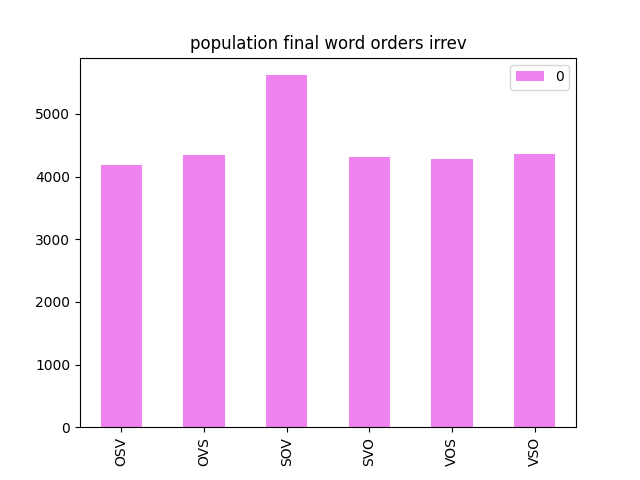 population final word orders irrev
0
5000
4000
3000
2000
1000
0
OSV
OVS
SOV
SVO
VOS
VSO